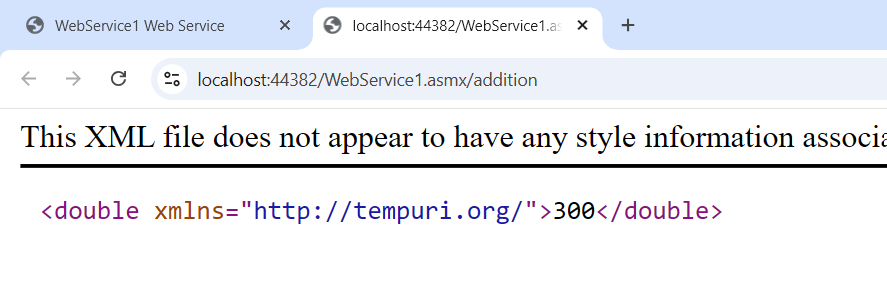 WebService1 Web Service
localhost:44382/WebService1.as
localhost:44382/WebService1.asmx/addition
This XML file does not appear to have any style information associa
<double xmlns="http://tempuri.org/">300</double>